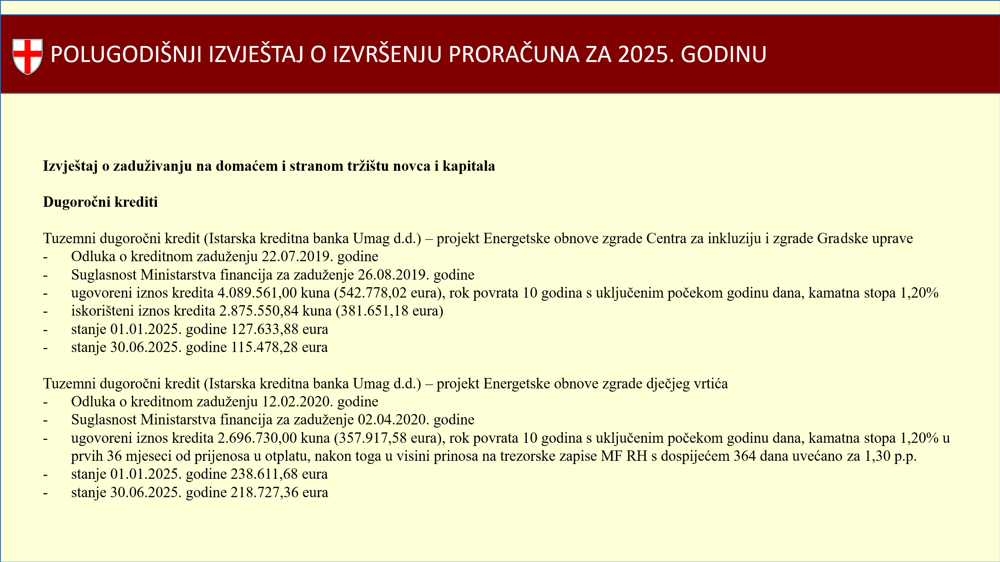 POLUGODIŠNJI IZVJEŠTAJ O IZVRŠENJU PRORAČUNA ZA 2025. GODINU
Izvještaj o zaduživanju na domaćem i stranom tržištu novca i kapitala
Dugoročni krediti
Tuzemni dugoročni kredit (Istarska kreditna banka Umag d.d.) – projekt Energetske obnove zgrade Centra za inkluziju i zgrade Gradske uprave
- Odluka o kreditnom zaduženju 22.07.2019. godine
- Suglasnost Ministarstva financija za zaduženje 26.08.2019. godine
- ugovoreni iznos kredita 4.089.561,00 kuna (542.778,02 eura), rok povrata 10 godina s uključenim počekom godinu dana, kamatna stopa 1,20%
- iskorišteni iznos kredita 2.875.550,84 kuna (381.651,18 eura)
- stanje 01.01.2025. godine 127.633,88 eura
- stanje 30.06.2025. godine 115.478,28 eura
Tuzemni dugoročni kredit (Istarska kreditna banka Umag d.d.) – projekt Energetske obnove zgrade dječjeg vrtića
- Odluka o kreditnom zaduženju 12.02.2020. godine
- Suglasnost Ministarstva financija za zaduženje 02.04.2020. godine
- ugovoreni iznos kredita 2.696.730,00 kuna (357.917,58 eura), rok povrata 10 godina s uključenim počekom godinu dana, kamatna stopa 1,20% u
prvih 36 mjeseci od prijenosa u otplatu, nakon toga u visini prinosa na trezorske zapise MF RH s dospijećem 364 dana uvećano za 1,30 p.p.
- stanje 01.01.2025. godine 238.611,68 eura
- stanje 30.06.2025. godine 218.727,36 eura